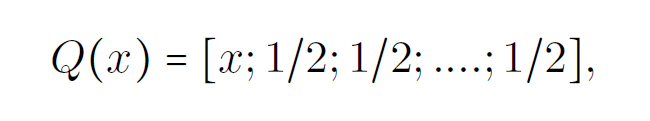 Q(x) = [x; 1/2; 1/2; ....; 1/2],